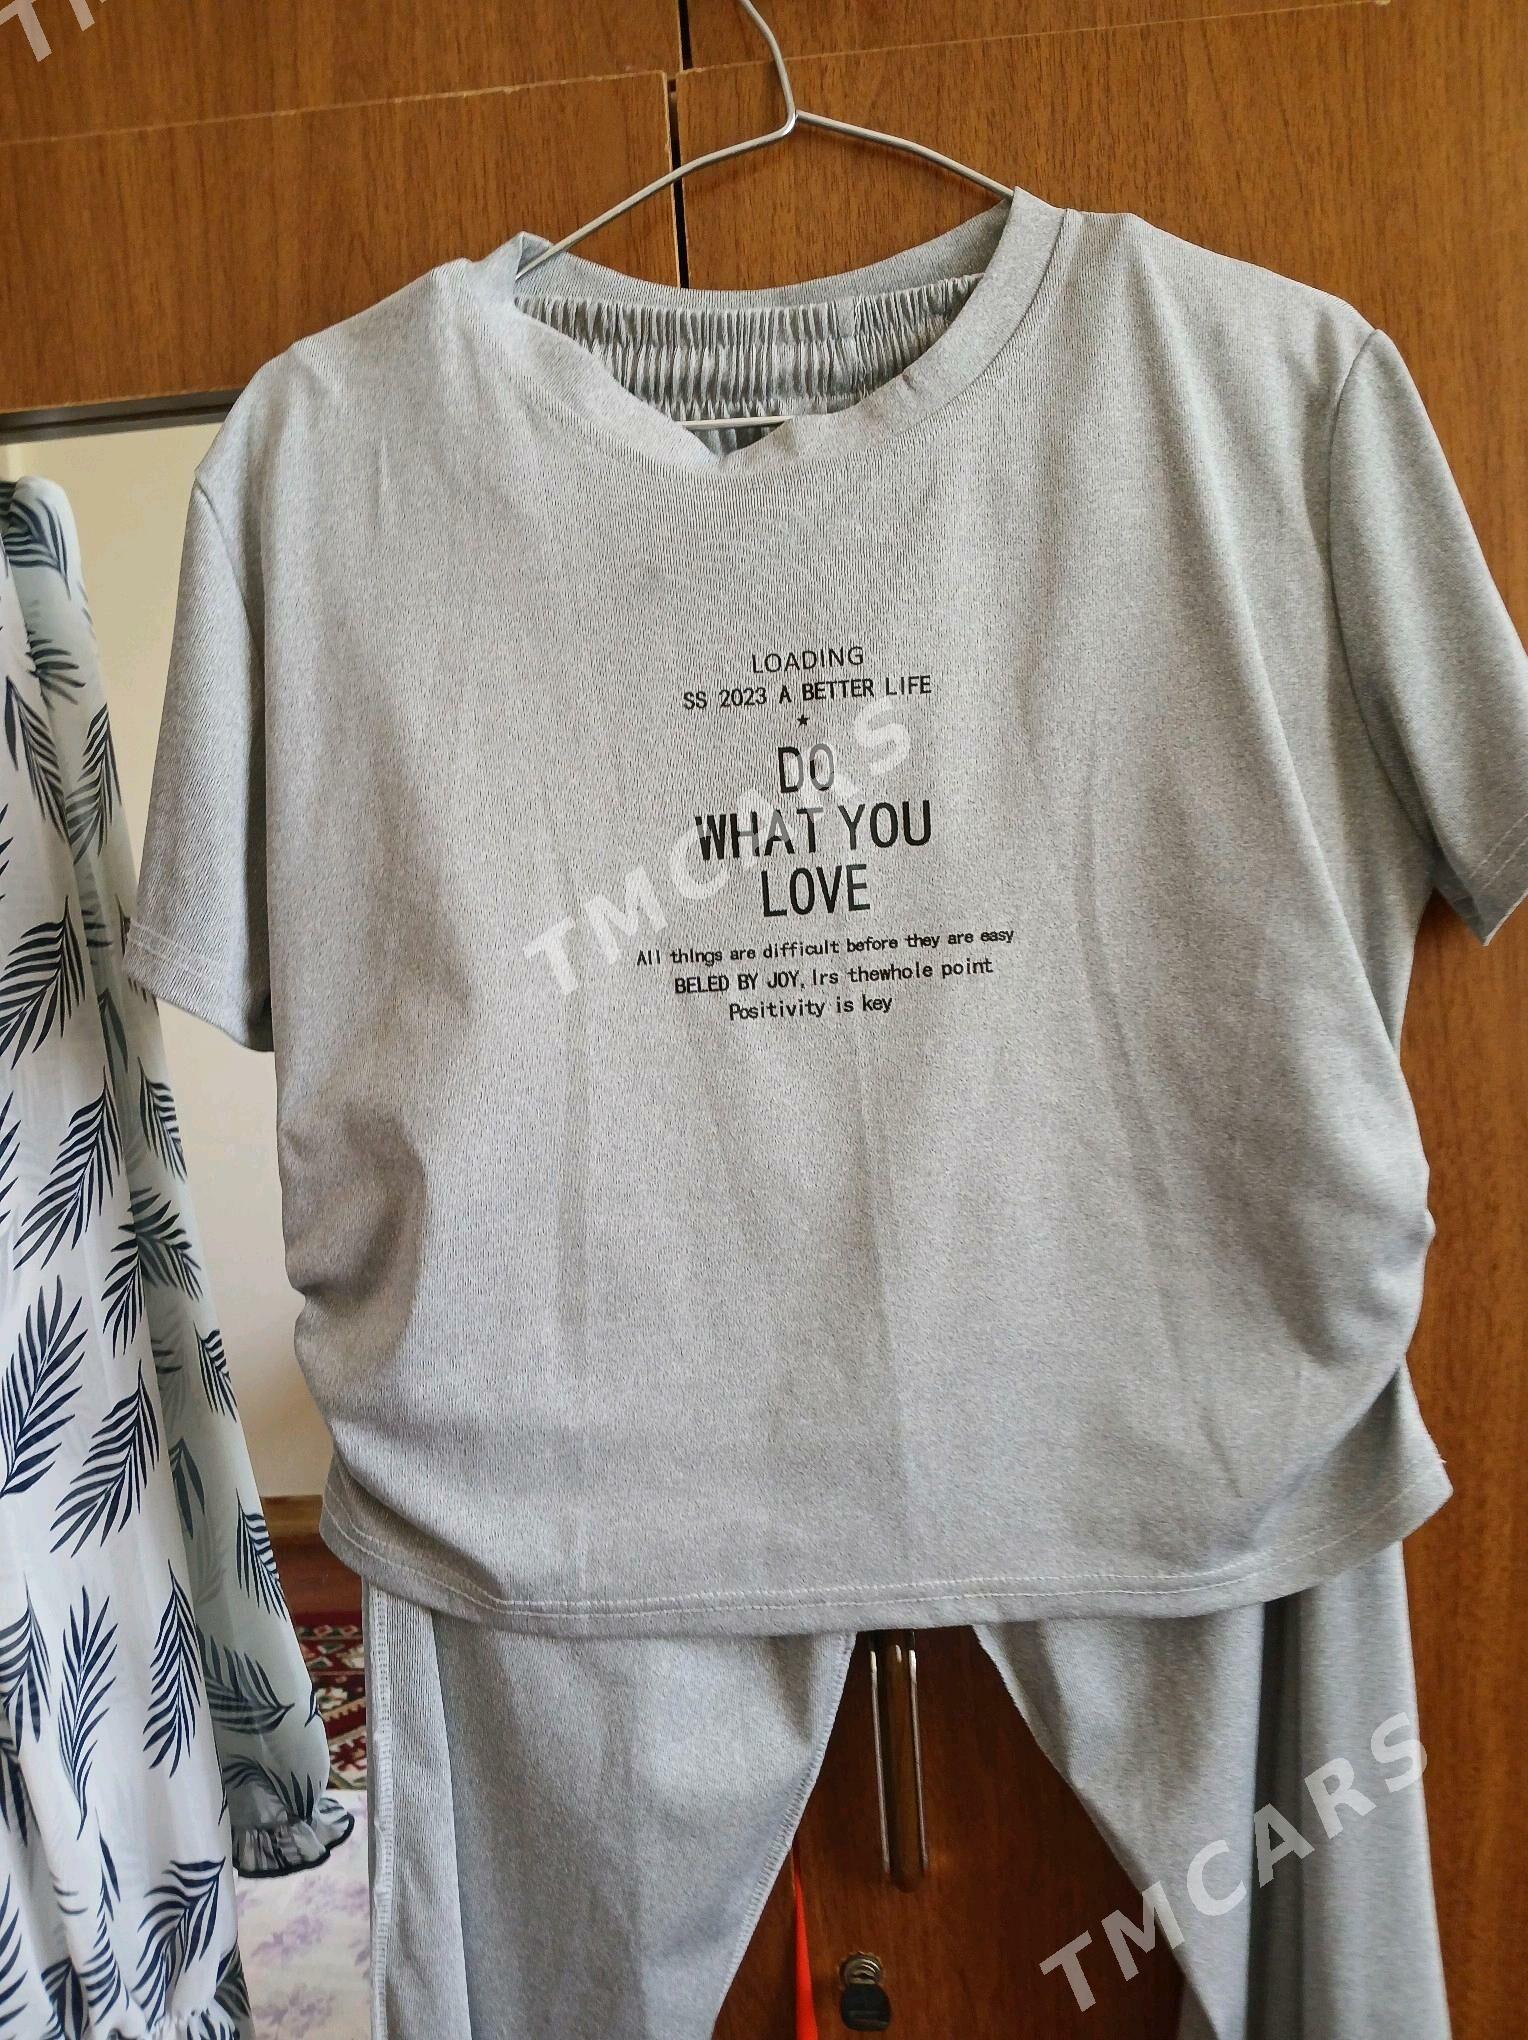 LOADING
SS 2023 A BETTER LIFE
DO
WHAT YOU
LOVE
All things are difficult before they are easy
BELED BY JOY, Irs thewhole point
Positivity is key
TMCARS
TMCARS